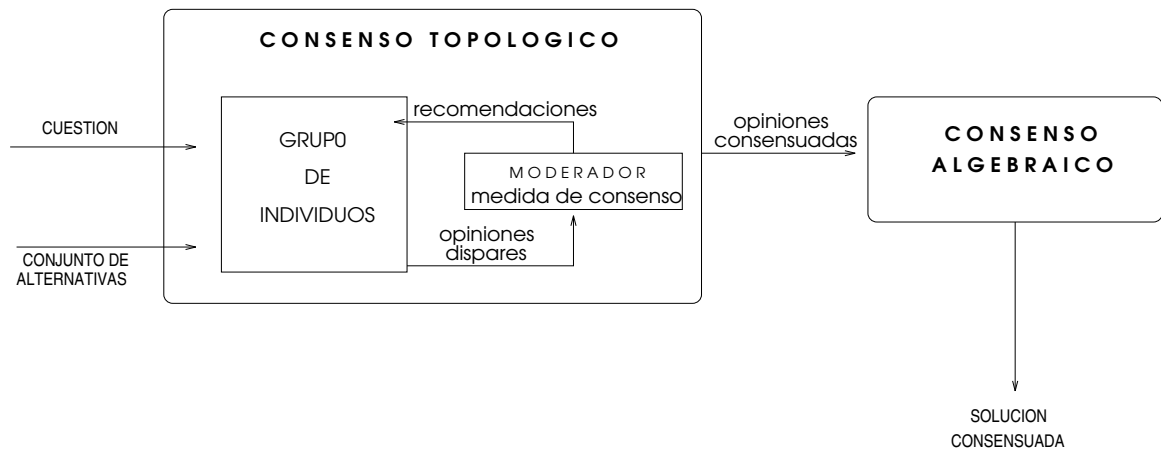 CONSENSO TOPOLOGICO
CUESTION
CONJUNTO DE
ALTERNATIVAS
GRUP0
DE
INDIVIDUOS
recomendaciones
MODERADOR
medida de consenso
opiniones
dispares
opiniones
consensuadas
CONSENSO
ALGEBRAICO
SOLUCION
CONSENSUADA